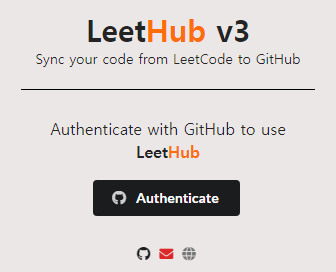 LeetHub v3
Sync your code from LeetCode to GitHub
Authenticate with GitHub to use
LeetHub
Authenticate